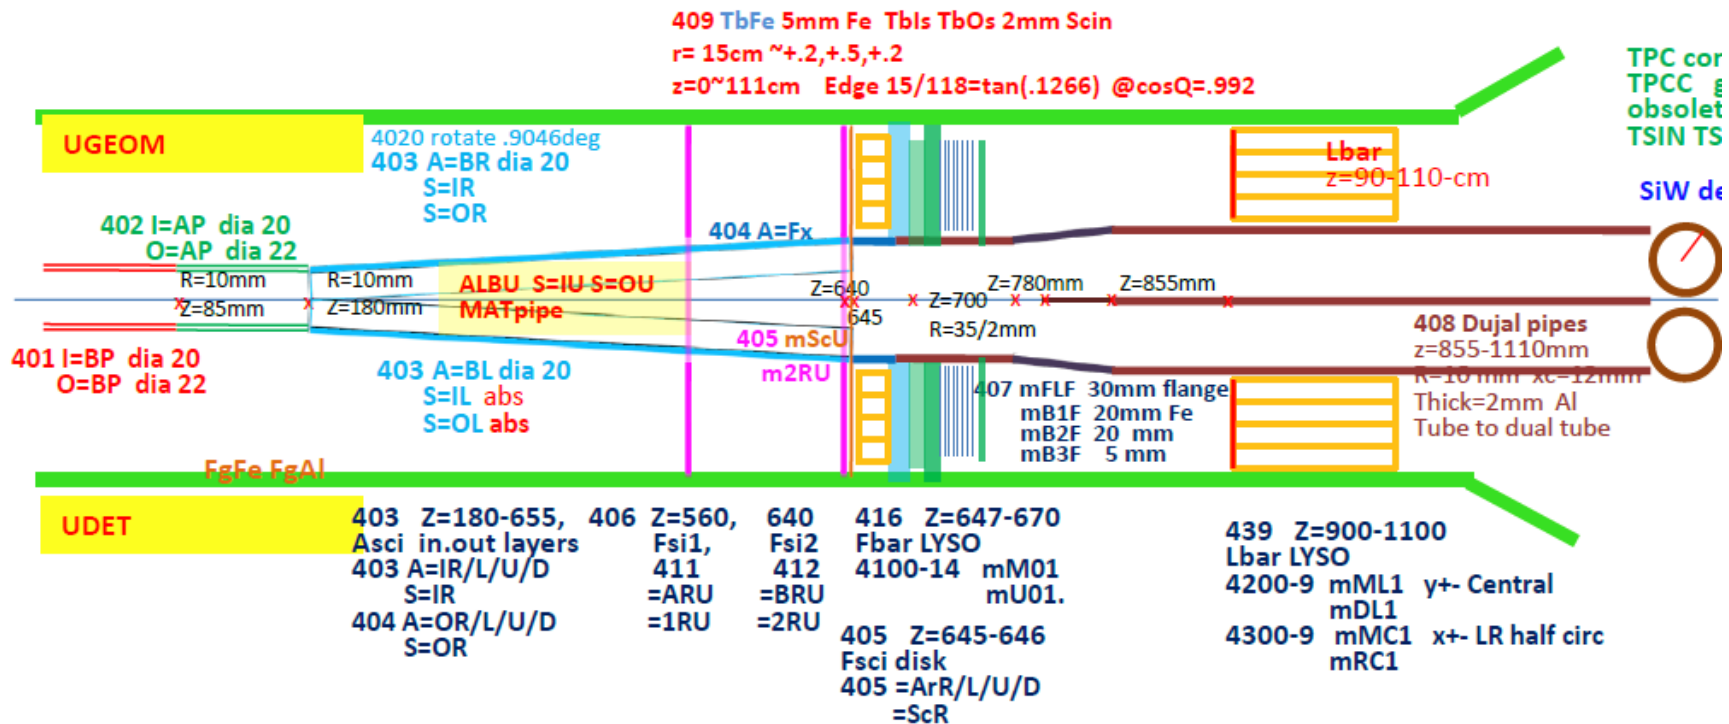 409 TbFe 5mm Fe TbIs TbOs 2mm Scin
r= 15cm ~+.2,+.5,+.2
z=0~111cm Edge 15/118=tan(.1266) @cosQ=.992
TPC
TPCC
TSIN
SiW
UGEOM
4020 rotate .9046deg
403 A=BR dia 20
S=IR
S=OR
Lbar
z=90-110-cm
402 I=AP dia 20
O=AP dia 22
404 A=Fx
R=10mm
R=10mm
Z=85mm
Z=180mm
ALBU S=IU S=OU
MATpipe
Z=640
645
Z=700
R=35/2mm
Z=780mm
Z=855mm
401 I=BP dia 20
O=BP dia 22
403 A=BL dia 20
S=IL abs
S=OL abs
405 mScU
m2RU
407 mFLF 30mm flange
mB1F 20mm Fe
mB2F 20 mm
mB3F 5 mm
408 Dujal pipes
z=855-1110mm
R=10 mm xc=12mm
Thick=2mm Al
Tube to dual tube
FgFe FgAl
UDET
403 Z=180-655,
Asci in.out layers
403 A=IR/L/U/D
S=IR
404 A=OR/L/U/D
S=OR
406 Z=560, 640
Fsi1, Fsi2
411 412
=ARU =BRU
=1RU =2RU
416 Z=647-670
Fbar LYSO
4100-14 mM01
mU01.
405 Z=645-646
Fsci disk
405 =ArR/L/U/D
=ScR
439 Z=900-1100
Lbar LYSO
4200-9 mML1 y+- Central
mDL1
4300-9 mMC1 x+- LR half circ
mRC1